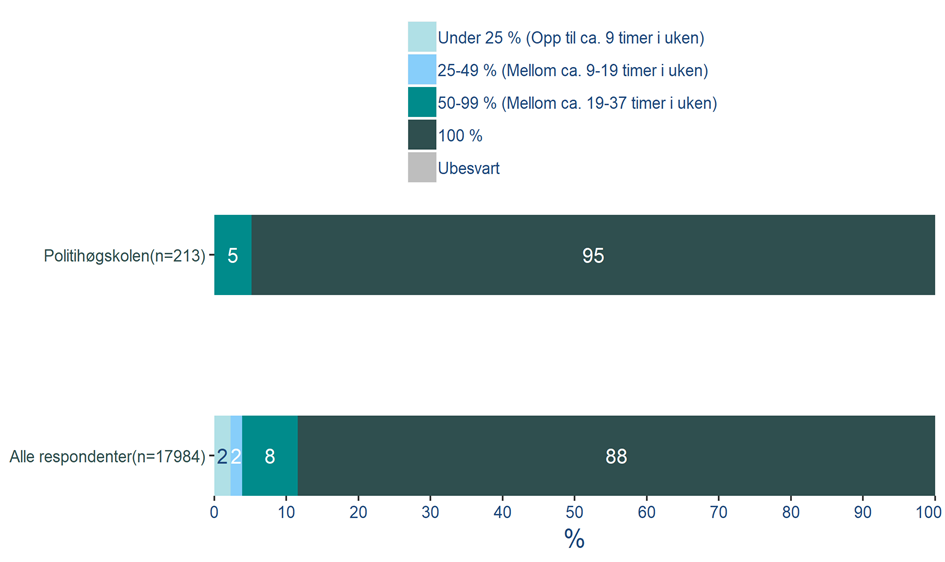 Under 25 % (Opp til ca. 9 timer i uken)
25-49 % (Mellom ca. 9-19 timer i uken)
50-99 % (Mellom ca. 19-37 timer i uken)
100 %
Ubesvart
Politihøgskolen(n=213) 5 95
Alle respondenter(n=17984) 2 2 8 88
0 10 20 30 40 50 60 70 80 90 100
%